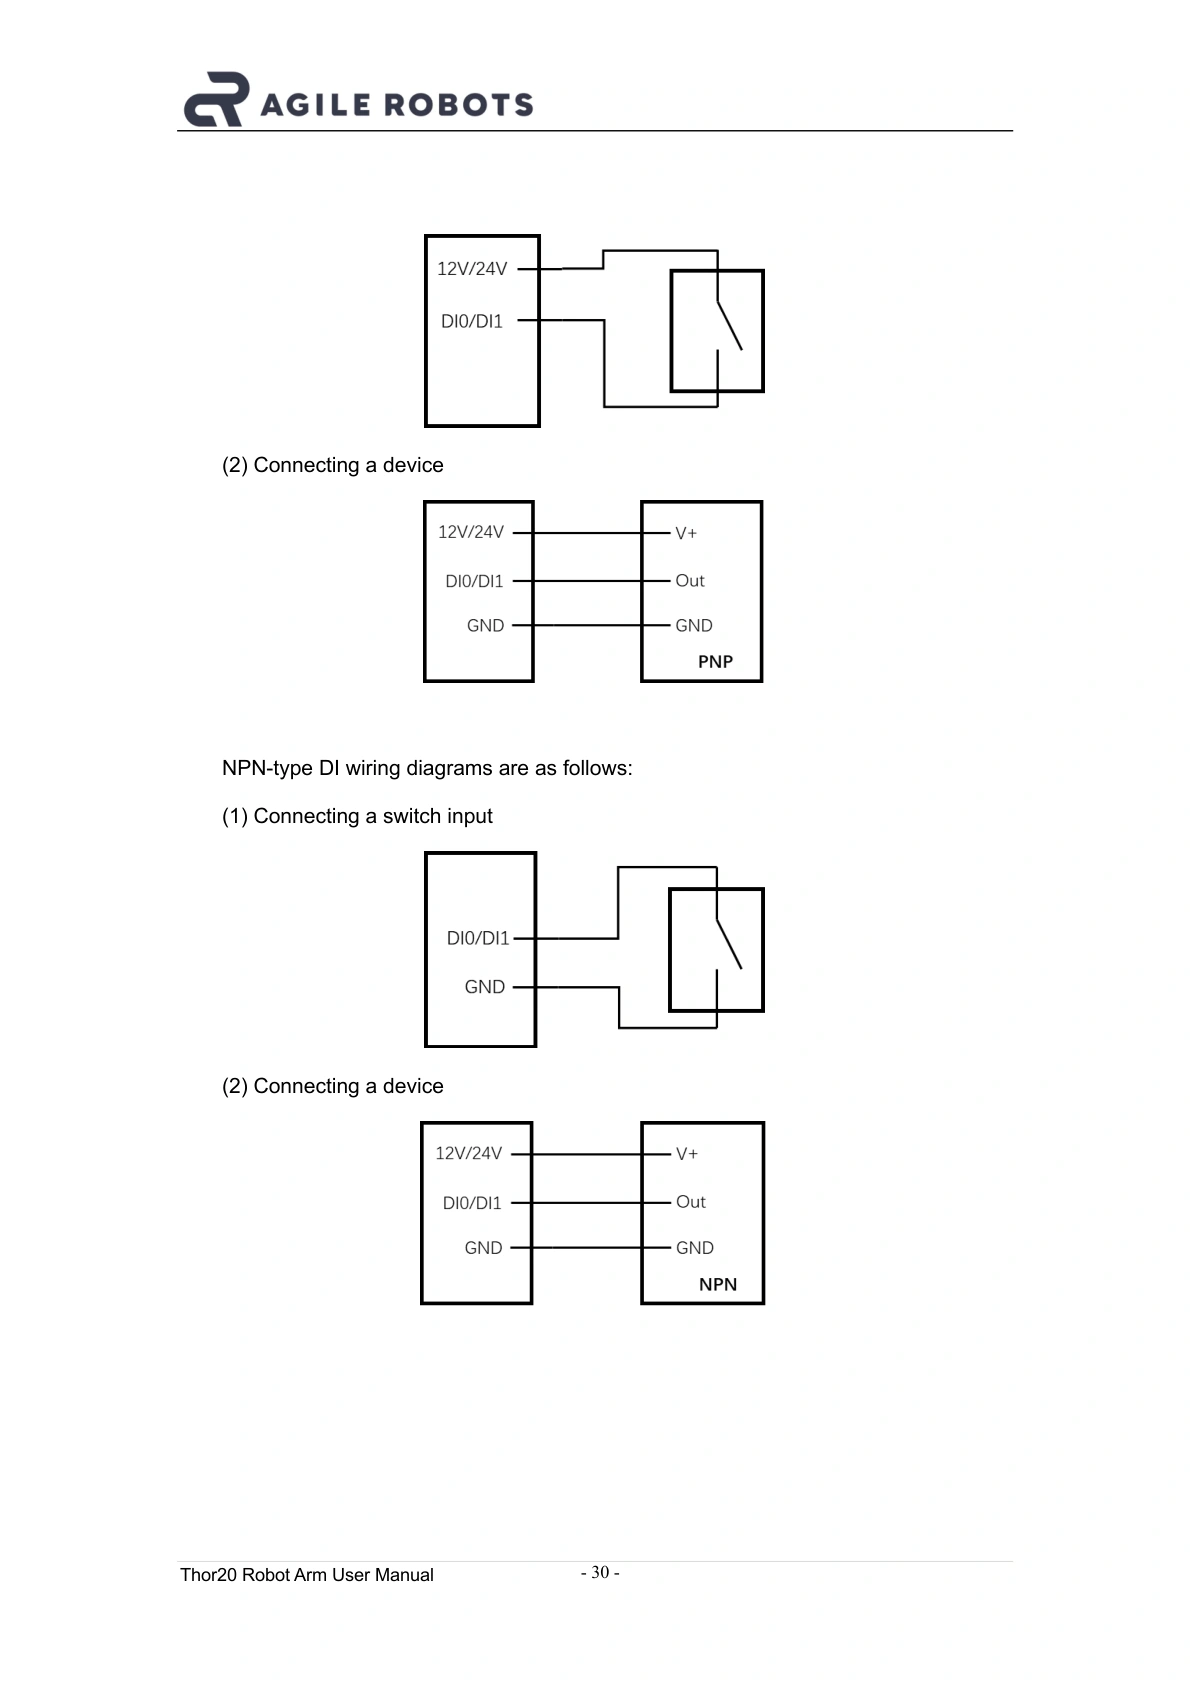 AGILE ROBOTS
12V/24V
DI0/DI1
(2) Connecting a device
12V/24V V+
DI0/DI1 Out
GND GND
PNP
NPN-type DI wiring diagrams are as follows:
(1) Connecting a switch input
DI0/DI1
GND
(2) Connecting a device
12V/24V V+
DI0/DI1 Out
GND GND
NPN
Thor20 Robot Arm User Manual - 30 -